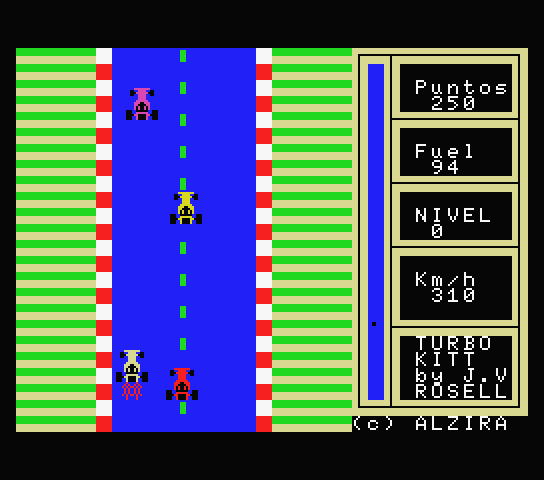 Puntos
250
Fuel
94
NIVEL
0
Km/h
310
TURBO
KITT
by J.V
ROSELL
(c) ALZIRA